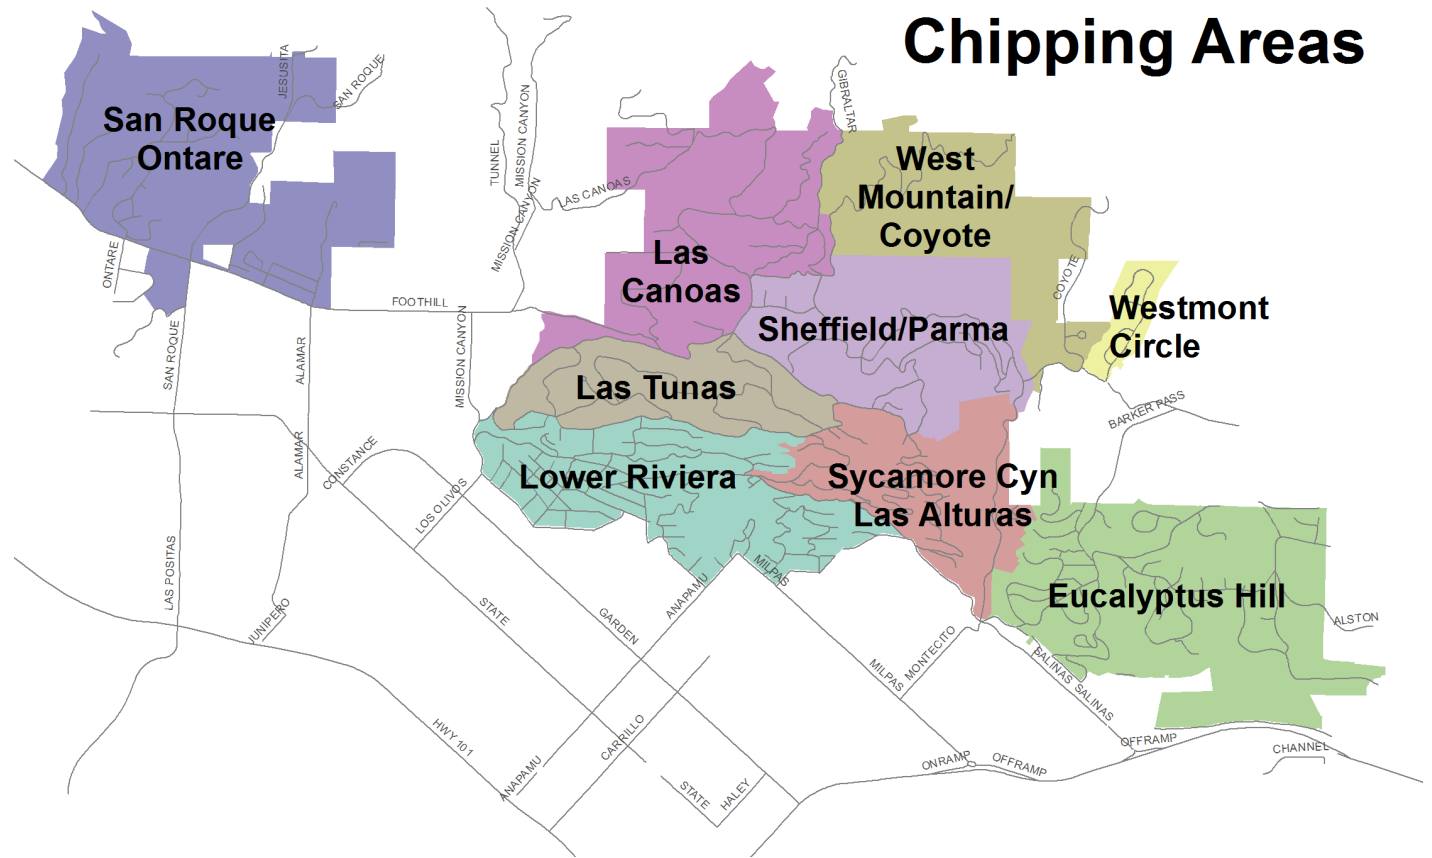 Chipping Areas
San Roque
Ontare
JESUSITA
SAN ROQUE
TUNNEL
MISSION CANYON
MISSION CANYON
LAS CANOAS
GIBRALTAR
West
Mountain/
Coyote
Las
Canoas
ONTARE
COYOTE
Westmont
Circle
FOOTHILL
Sheffield/Parma
SAN ROQUE
ALAMAR
MISSION CANYON
Las Tunas
BARKER PASS
ALAMAR
CONSTANCE
LOS OLIVOS
Lower Riviera
Sycamore Cyn
Las Alturas
LAS POSITAS
MILPAS
ANAPAMU
Eucalyptus Hill
JUNIPERO
STATE
GARDEN
ALSTON
MILPAS
MONTECITO
SALINAS
SALINAS
HWY 101
CARRILLO
ANAPAMU
STATE
HALEY
ONRAMP
OFFRAMP
OFFRAMP
CHANNEL